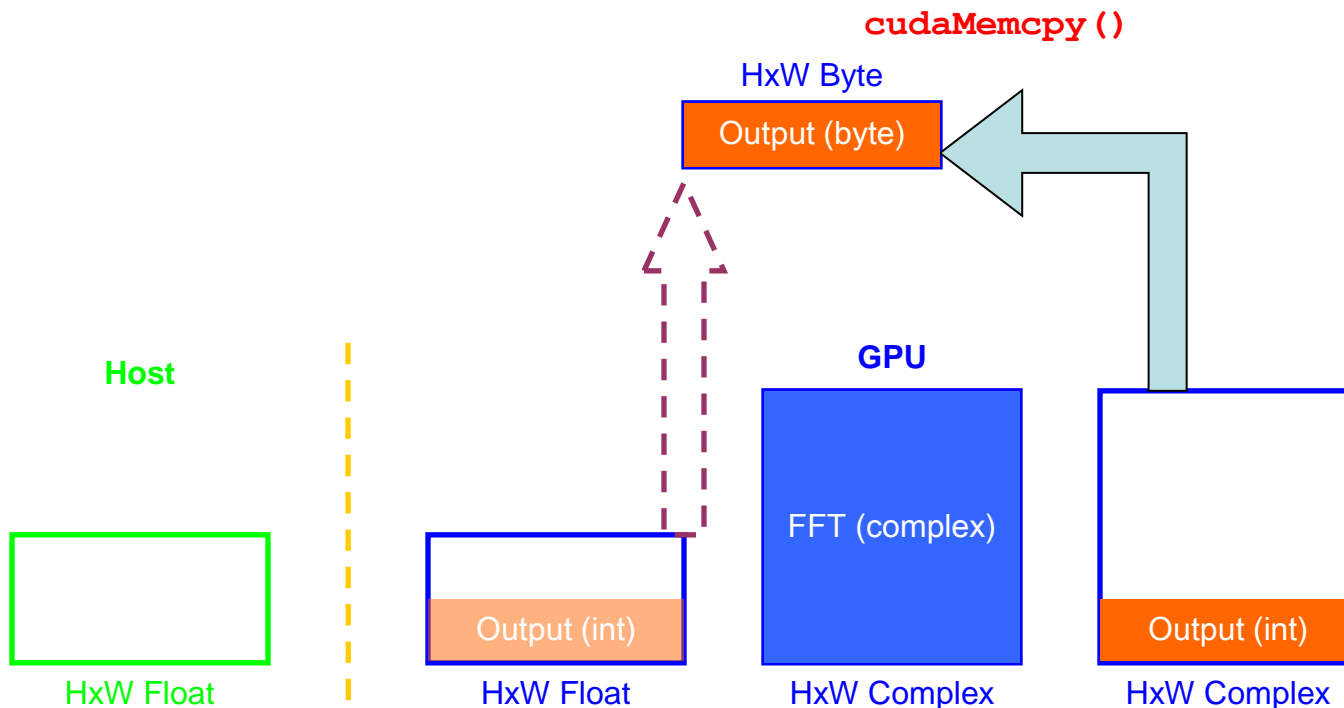 cudaMemcpy()
HxW Byte
Output (byte)
Host
GPU
FFT (complex)
Output (int)
Output (int)
HxW Float
HxW Float
HxW Complex
HxW Complex